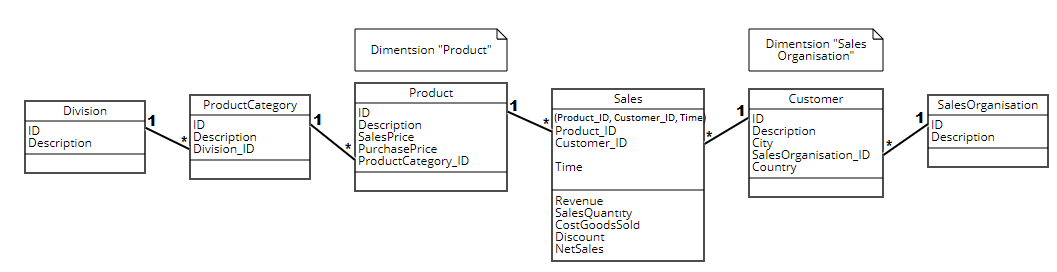 Dimentsion "Product"
Dimentsion "Sales
Organisation"
Division
ID
Description
1
*
ProductCategory
ID
Description
Division_ID
1
*
Product
ID
Description
SalesPrice
PurchasePrice
ProductCategory_ID
1
*
Sales
(Product_ID, Customer_ID, Time)
Product_ID
Customer_ID
Time
Revenue
SalesQuantity
CostGoodsSold
Discount
NetSales
*
1
Customer
ID
Description
City
SalesOrganisation_ID
Country
*
1
SalesOrganisation
ID
Description